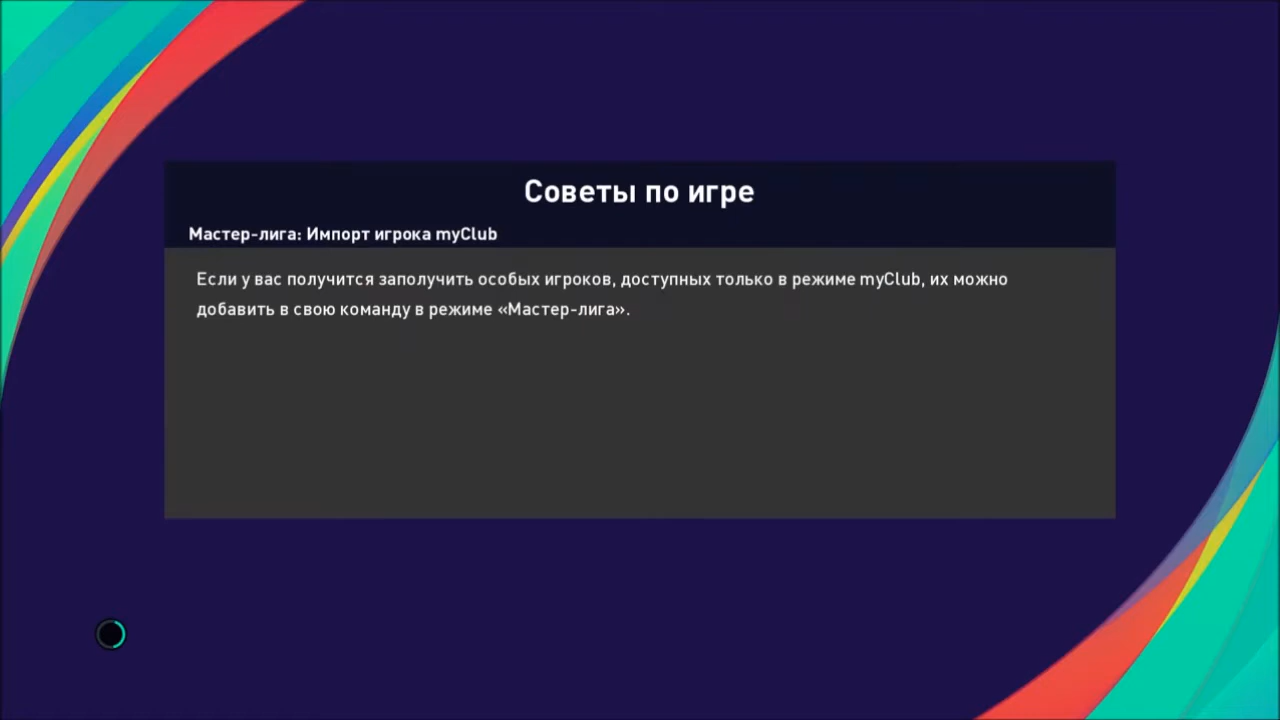 Советы по игре
Мастер-лига: Импорт игрока myClub
Если у вас получится заполучить особых игроков, доступных только в режиме myClub, их можно
добавить в свою команду в режиме «Мастер-лига».